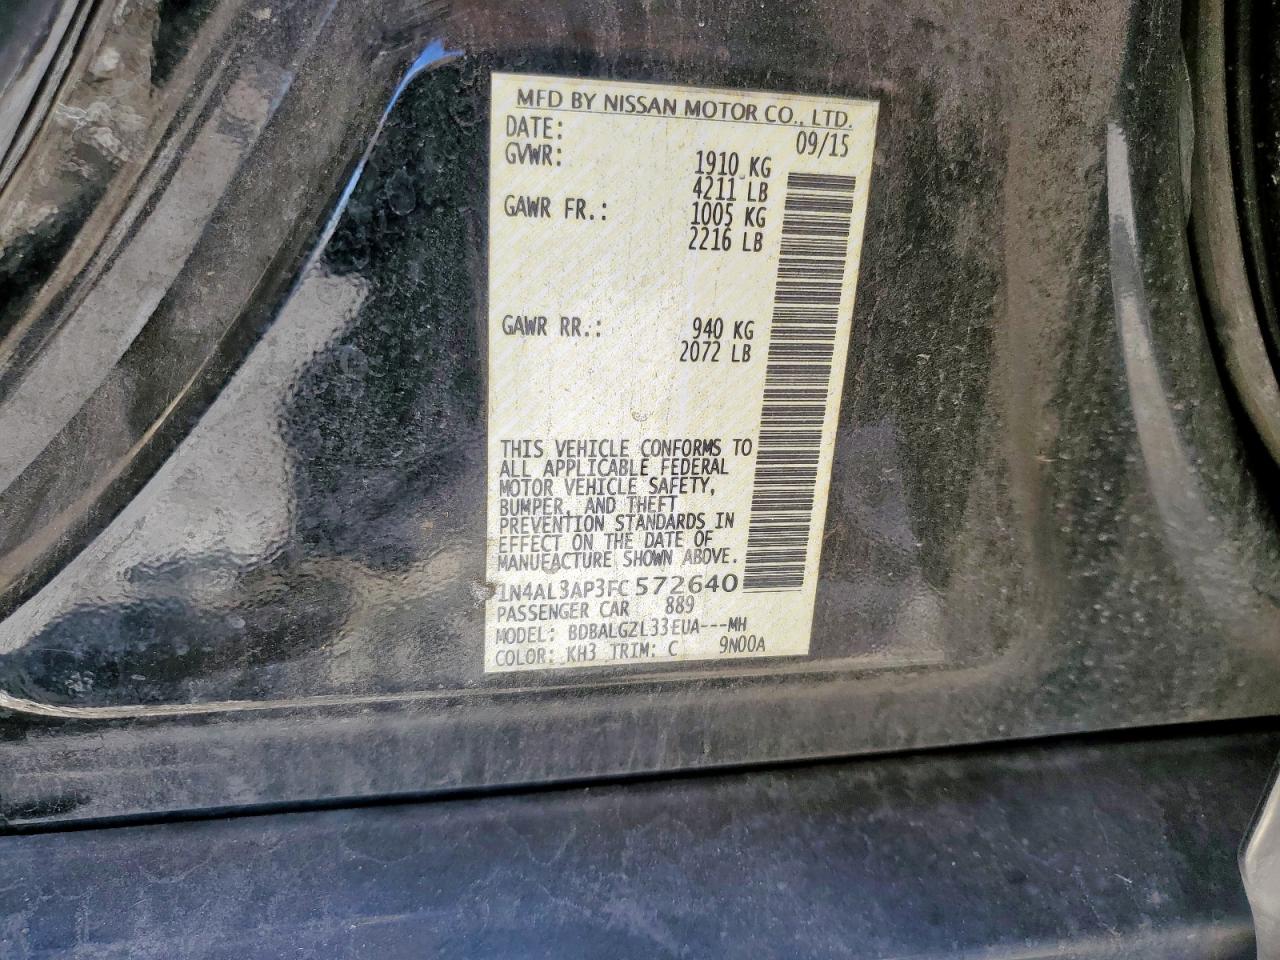 MFD BY NISSAN MOTOR CO., LTD.
DATE: 09/15
GVWR: 1910 KG
4211 LB
GAWR FR.: 1005 KG
2216 LB
GAWR RR.: 940 KG
2072 LB
THIS VEHICLE CONFORMS TO
ALL APPLICABLE FEDERAL
MOTOR VEHICLE SAFETY,
BUMPER, AND THEFT
PREVENTION STANDARDS IN
EFFECT ON THE DATE OF
MANUFACTURE SHOWN ABOVE.
1N4AL3AP3FC572640
PASSENGER CAR 889
MODEL: BDBALGZL33EUA---MH
COLOR: KH3 TRIM: C 9N00A